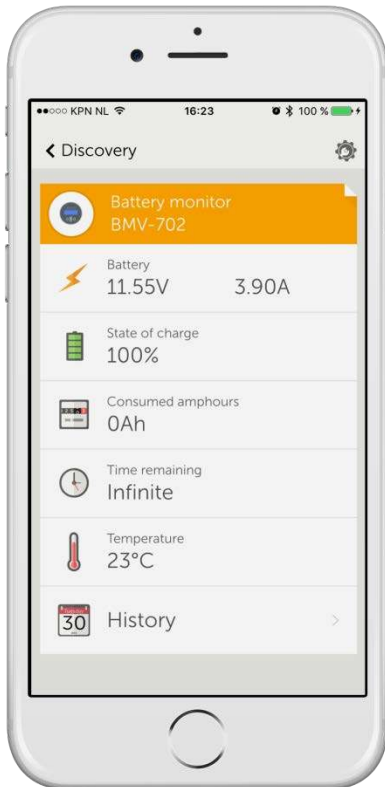 KPN NL 16:23 100 %
Discovery
Battery monitor
BMV-702
Battery
11.55V 3.90A
State of charge
100%
Consumed amphours
0Ah
Time remaining
Infinite
Temperature
23°C
30 History